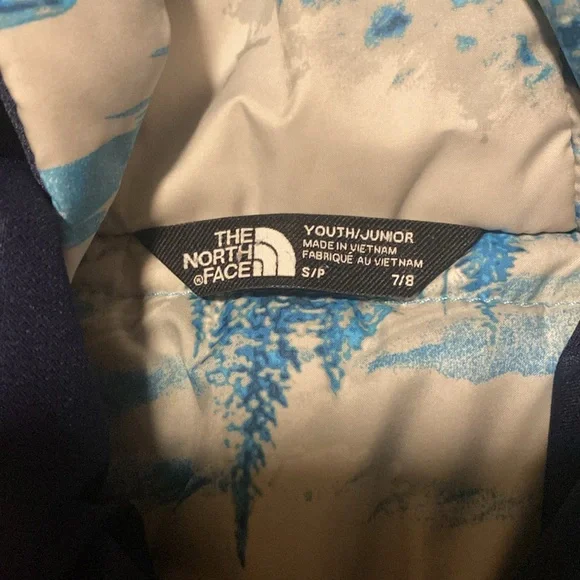 THE
NORTH
®FACE
YOUTH/JUNIOR
MADE IN VIETNAM
FABRIQUÉ AU VIETNAM
S/P 7/8